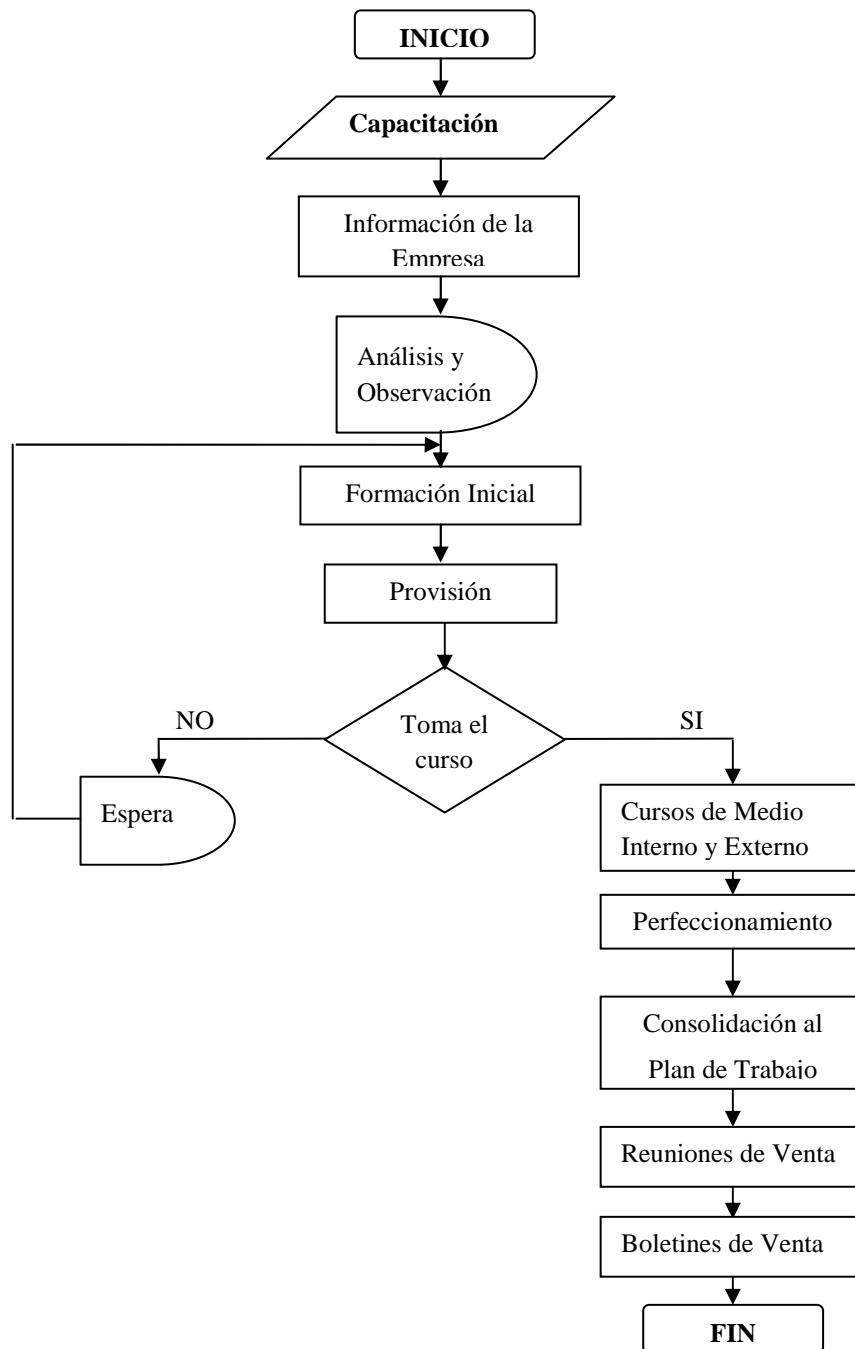 INICIO
Capacitación
Información de la
Empresa
Análisis y
Observación
Formación Inicial
Provisión
NO
Toma el
curso
SI
Espera
Cursos de Medio
Interno y Externo
Perfeccionamiento
Consolidación al
Plan de Trabajo
Reuniones de Venta
Boletines de Venta
FIN